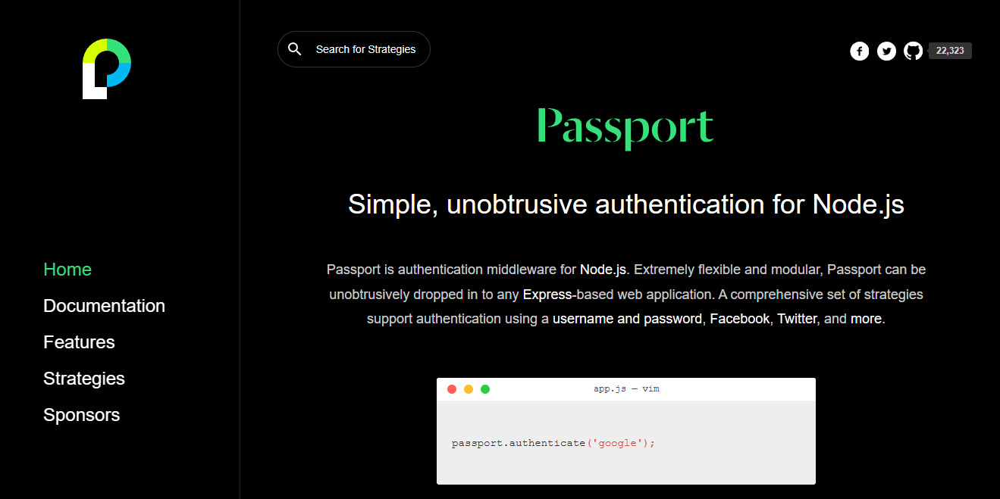 Search for Strategies
22,323
Passport
Simple, unobtrusive authentication for Node.js
Home
Documentation
Features
Strategies
Sponsors
Passport is authentication middleware for Node.js. Extremely flexible and modular, Passport can be
unobtrusively dropped in to any Express-based web application. A comprehensive set of strategies
support authentication using a username and password, Facebook, Twitter, and more.
app.js — vim
passport.authenticate('google');